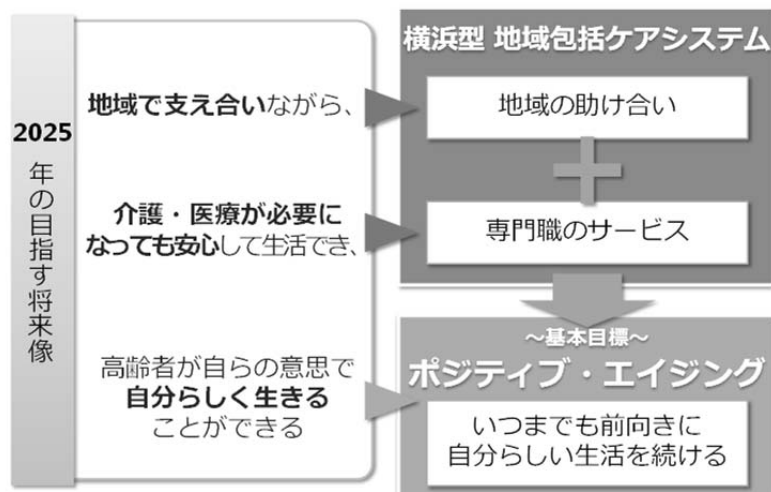 2025
年の目指す将来像
地域で支え合いながら、
介護・医療が必要に
なっても安心して生活でき、
高齢者が自らの意思で
自分らしく生きる
ことができる
横浜型 地域包括ケアシステム
地域の助け合い
専門職のサービス
～基本目標～
ポジティブ・エイジング
いつまでも前向きに
自分らしい生活を続ける